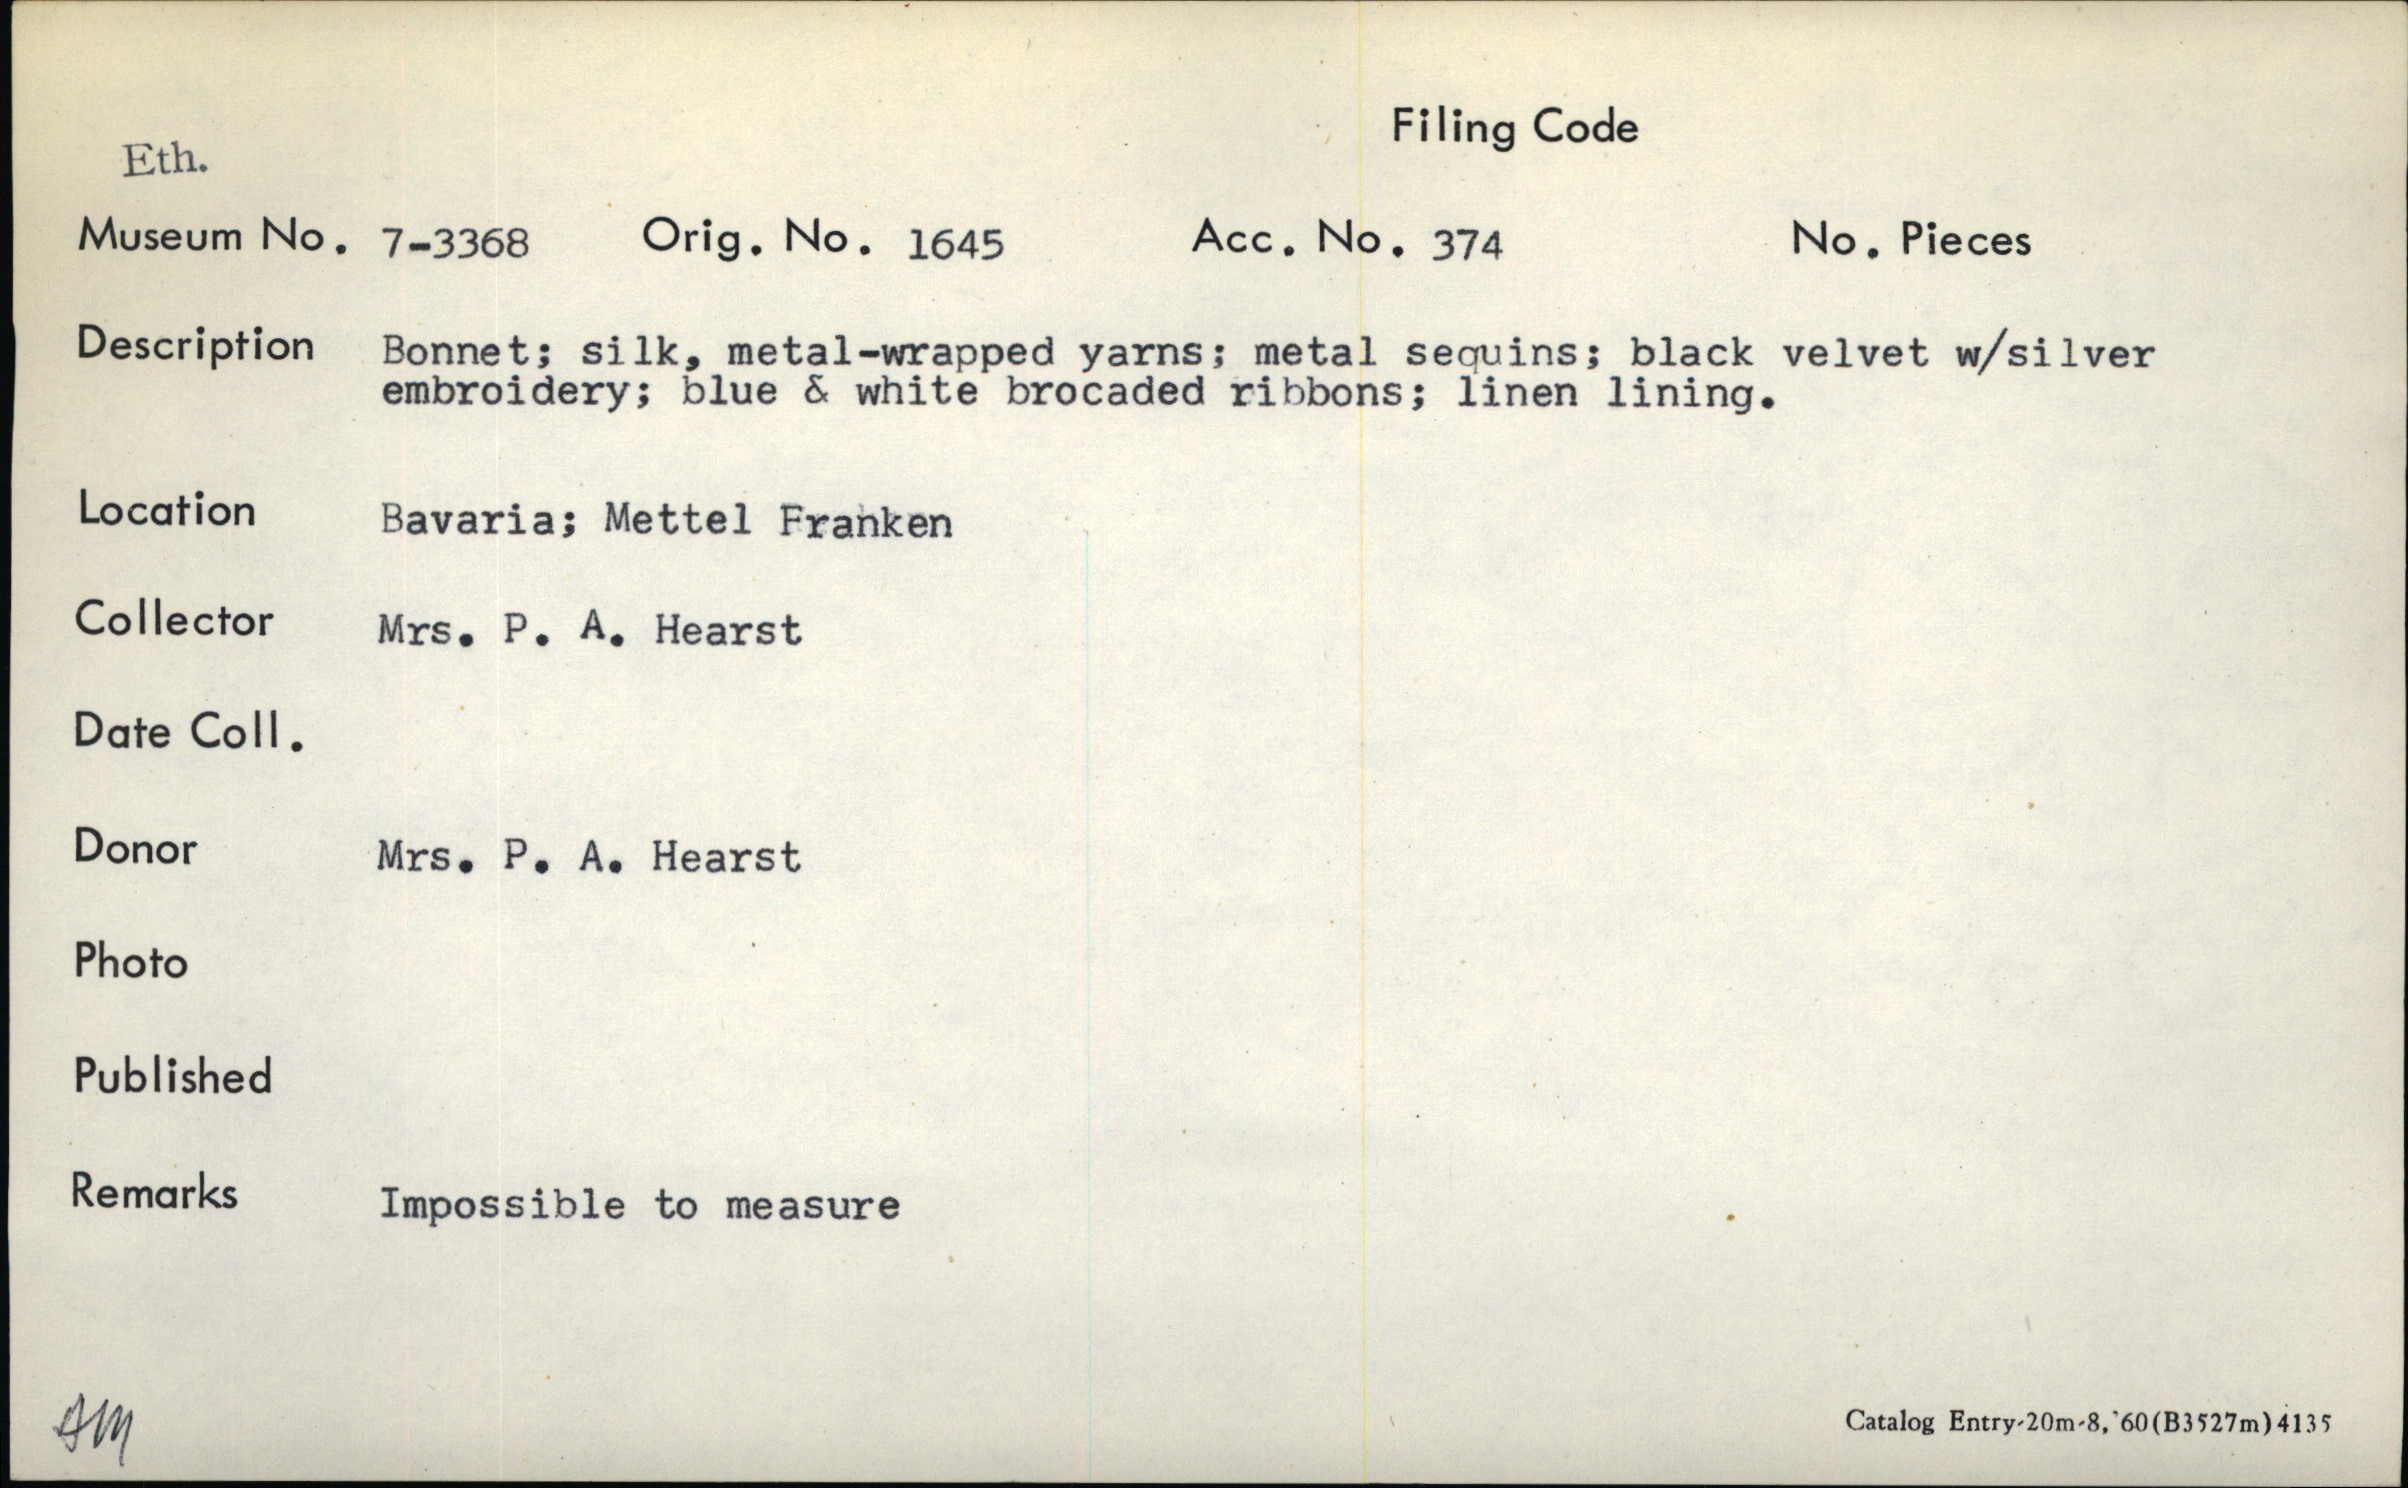 Filing Code
Eth.
Museum No. 7-3368 Orig. No. 1645 Acc. No. 374 No. Pieces
Description Bonnet; silk, metal-wrapped yarns; metal sequins; black velvet w/silver
embroidery; blue & white brocaded ribbons; linen lining.
Location Bavaria; Mettel Franken
Collector Mrs. P. A. Hearst
Date Coll.
Donor Mrs. P. A. Hearst
Photo
Published
Remarks Impossible to measure
Catalog Entry-20m-8,'60(B3527m)4135